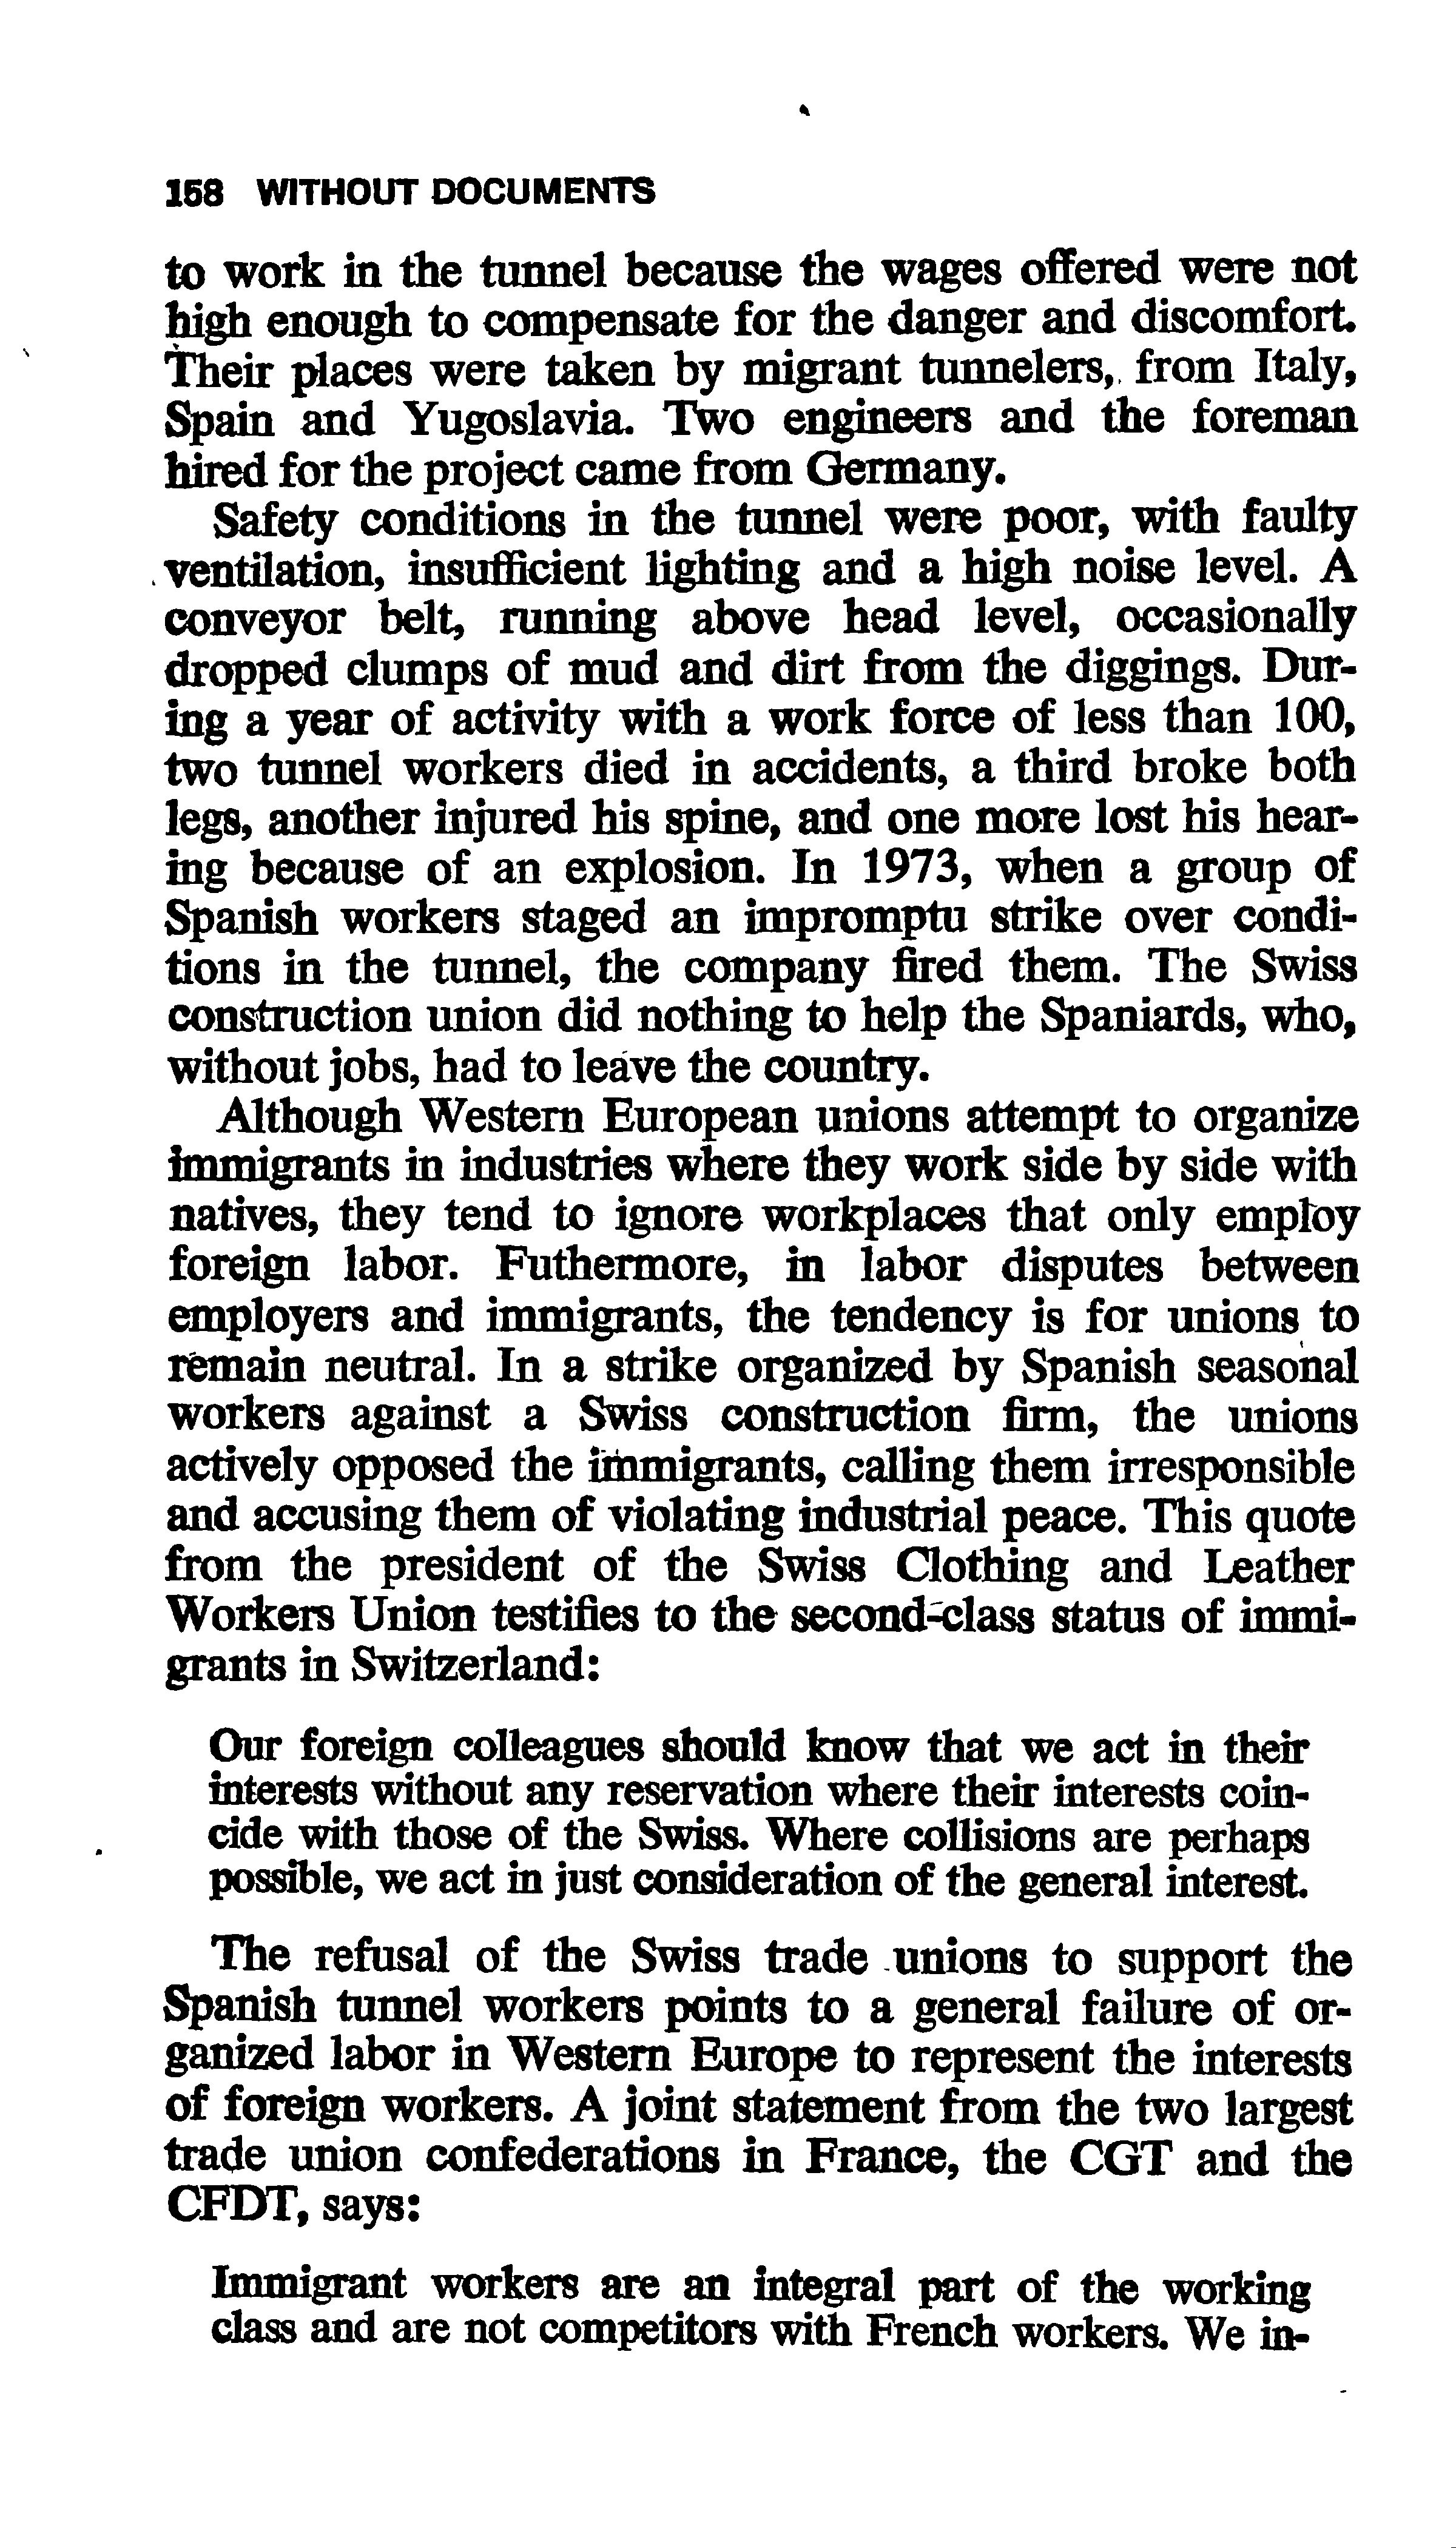 158 WITHOUT DOCUMENTS
to work in the tunnel because the wages offered were not
high enough to compensate for the danger and discomfort.
Their places were taken by migrant tunnelers, from Italy,
Spain and Yugoslavia. Two engineers and the foreman
hired for the project came from Germany.
Safety conditions in the tunnel were poor, with faulty
ventilation, insufficient lighting and a high noise level. A
conveyor belt, running above head level, occasionally
dropped clumps of mud and dirt from the diggings. Dur-
ing a year of activity with a work force of less than 100,
two tunnel workers died in accidents, a third broke both
legs, another injured his spine, and one more lost his hear-
ing because of an explosion. In 1973, when a group of
Spanish workers staged an impromptu strike over condi-
tions in the tunnel, the company fired them. The Swiss
construction union did nothing to help the Spaniards, who,
without jobs, had to leave the country.
Although Western European unions attempt to organize
immigrants in industries where they work side by side with
natives, they tend to ignore workplaces that only employ
foreign labor. Futhermore, in labor disputes between
employers and immigrants, the tendency is for unions to
remain neutral. In a strike organized by Spanish seasonal
workers against a Swiss construction firm, the unions
actively opposed the immigrants, calling them irresponsible
and accusing them of violating industrial peace. This quote
from the president of the Swiss Clothing and Leather
Workers Union testifies to the second-class status of immi-
grants in Switzerland:
Our foreign colleagues should know that we act in their
interests without any reservation where their interests coin-
cide with those of the Swiss. Where collisions are perhaps
possible, we act in just consideration of the general interest.
The refusal of the Swiss trade unions to support the
Spanish tunnel workers points to a general failure of or-
ganized labor in Western Europe to represent the interests
of foreign workers. A joint statement from the two largest
trade union confederations in France, the CGT and the
CFDT, says:
Immigrant workers are an integral part of the working
class and are not competitors with French workers. We in-